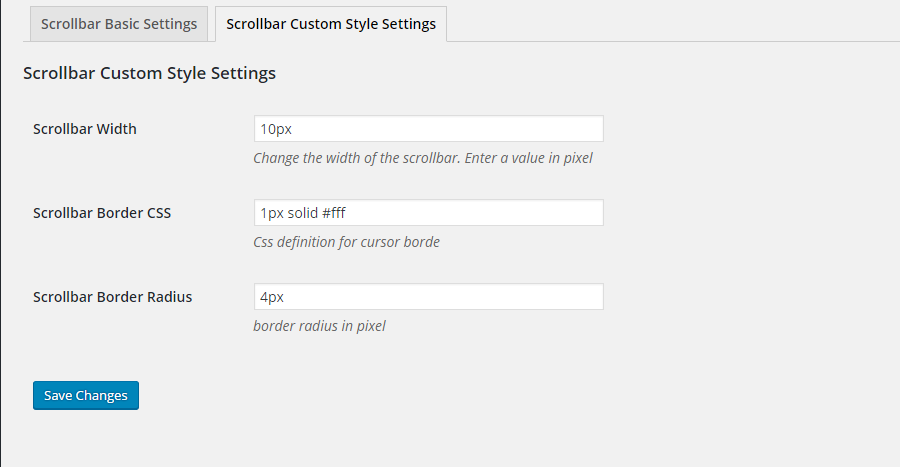 Scrollbar Basic Settings
Scrollbar Custom Style Settings
Scrollbar Custom Style Settings
Scrollbar Width
10px
Change the width of the scrollbar. Enter a value in pixel
Scrollbar Border CSS
1px solid #fff
Css definition for cursor borde
Scrollbar Border Radius
4px
border radius in pixel
Save Changes